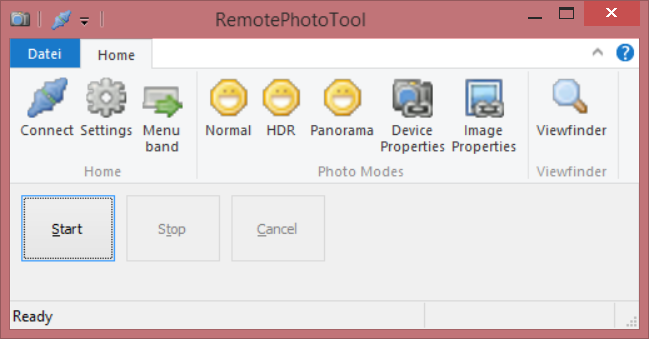 RemotePhotoTool
Datei Home
Connect Settings Menu band Normal HDR Panorama Device Properties Image Properties Viewfinder
Home Photo Modes Viewfinder
Start Stop Cancel
Ready